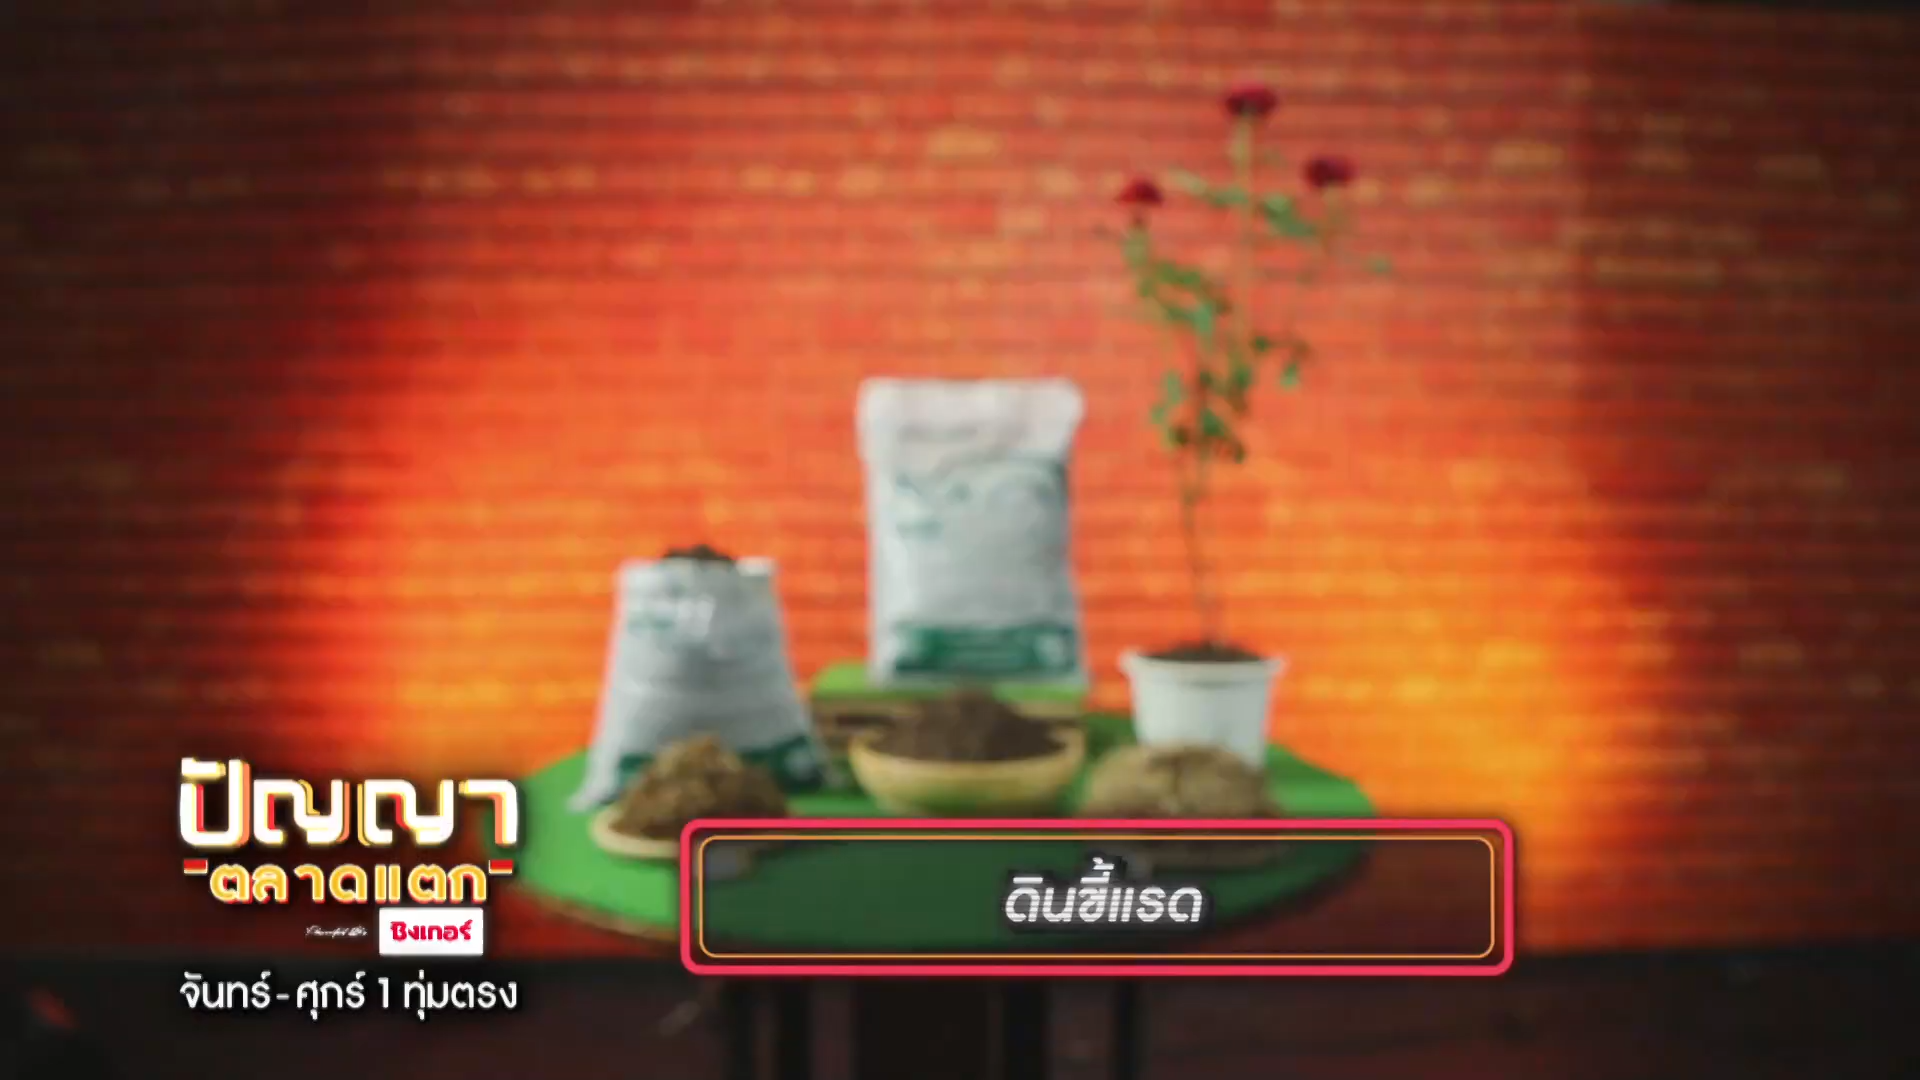 ปัญญา
"ตลาดแตก"
ซิงเกอร์
จันทร์-ศุกร์ 1 ทุ่มตรง
ดินขี้แรด